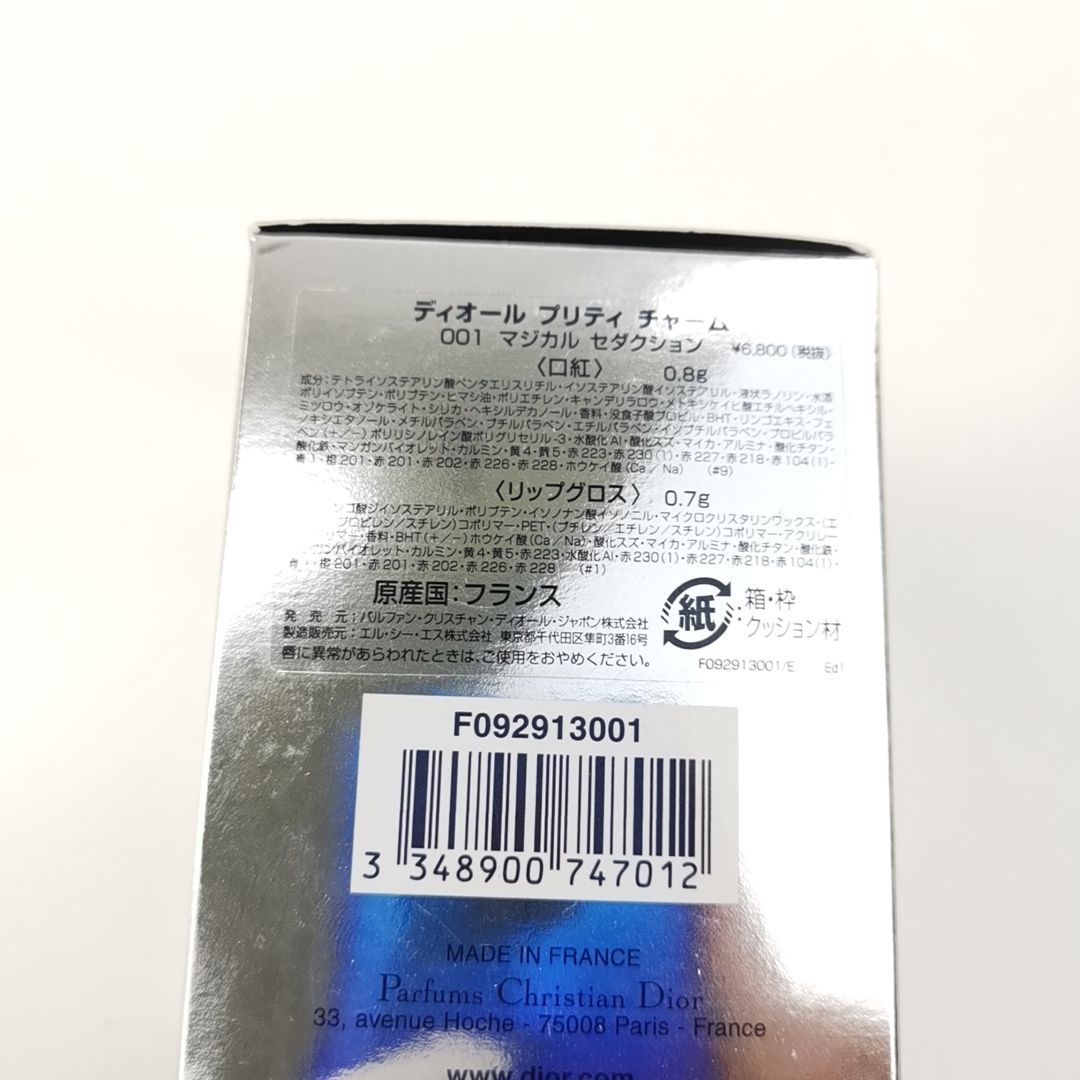 ディオール プリティ チャーム
001 マジカル セダクション ¥6,800(税抜)
〈口紅〉 0.8g
成分:テトライソステアリン酸ペンタエリスリチル・イソステアリン酸イソステアリル・液状ラノリン・水添
ポリイソブテン・ポリブテン・ヒマシ油・ポリエチレン・キャンデリラロウ・メトキシケイヒ酸エチルヘキシル・
ミツロウ・オゾケライト・シリカ・ヘキシルデカノール・香料・没食子酸プロピル・BHT・リンゴエキス・フェ
ノキシエタノール・メチルパラベン・ブチルパラベン・エチルパラベン・イソブチルパラベン・プロピルパラ
ベン・(+/−)ポリリシノレイン酸ポリグリセリル-3・水酸化Al・酸化スズ・マイカ・アルミナ・酸化チタン・
酸化鉄・マンガンバイオレット・カルミン・黄4・黄5・赤223・赤230(1)・赤227・赤218・赤104(1)・
1・橙201・赤201・赤202・赤226・赤228・ホウケイ酸(Ca/Na) (#9)
〈リップグロス〉 0.7g
ンゴ酸ジイソステアリル・ポリブテン・イソノナン酸イソノニル・マイクロクリスタリンワックス・(エ
プロピレン/スチレン)コポリマー・PET・(ブチレン/エチレン/スチレン)コポリマー・アクリレー
マー・香料・BHT(+/−)ホウケイ酸(Ca/Na)・酸化スズ・マイカ・アルミナ・酸化チタン・酸化鉄・
ンバイオレット・カルミン・黄4・黄5・赤223・水酸化Al・赤230(1)・赤227・赤218・赤104(1)・
1・橙201・赤201・赤202・赤226・赤228 (#1)
原産国:フランス
発売元:パルファン・クリスチャン・ディオール・ジャポン株式会社
製造販売元:エル・シー・エス株式会社 東京都千代田区隼町3番16号
唇に異常があらわれたときは、ご使用をおやめください。
紙 箱・枠
クッション材
F092913001/E Ed1
F092913001
3 348900 747012
MADE IN FRANCE
Parfums Christian Dior
33, avenue Hoche - 75008 Paris - France
www.dior.com